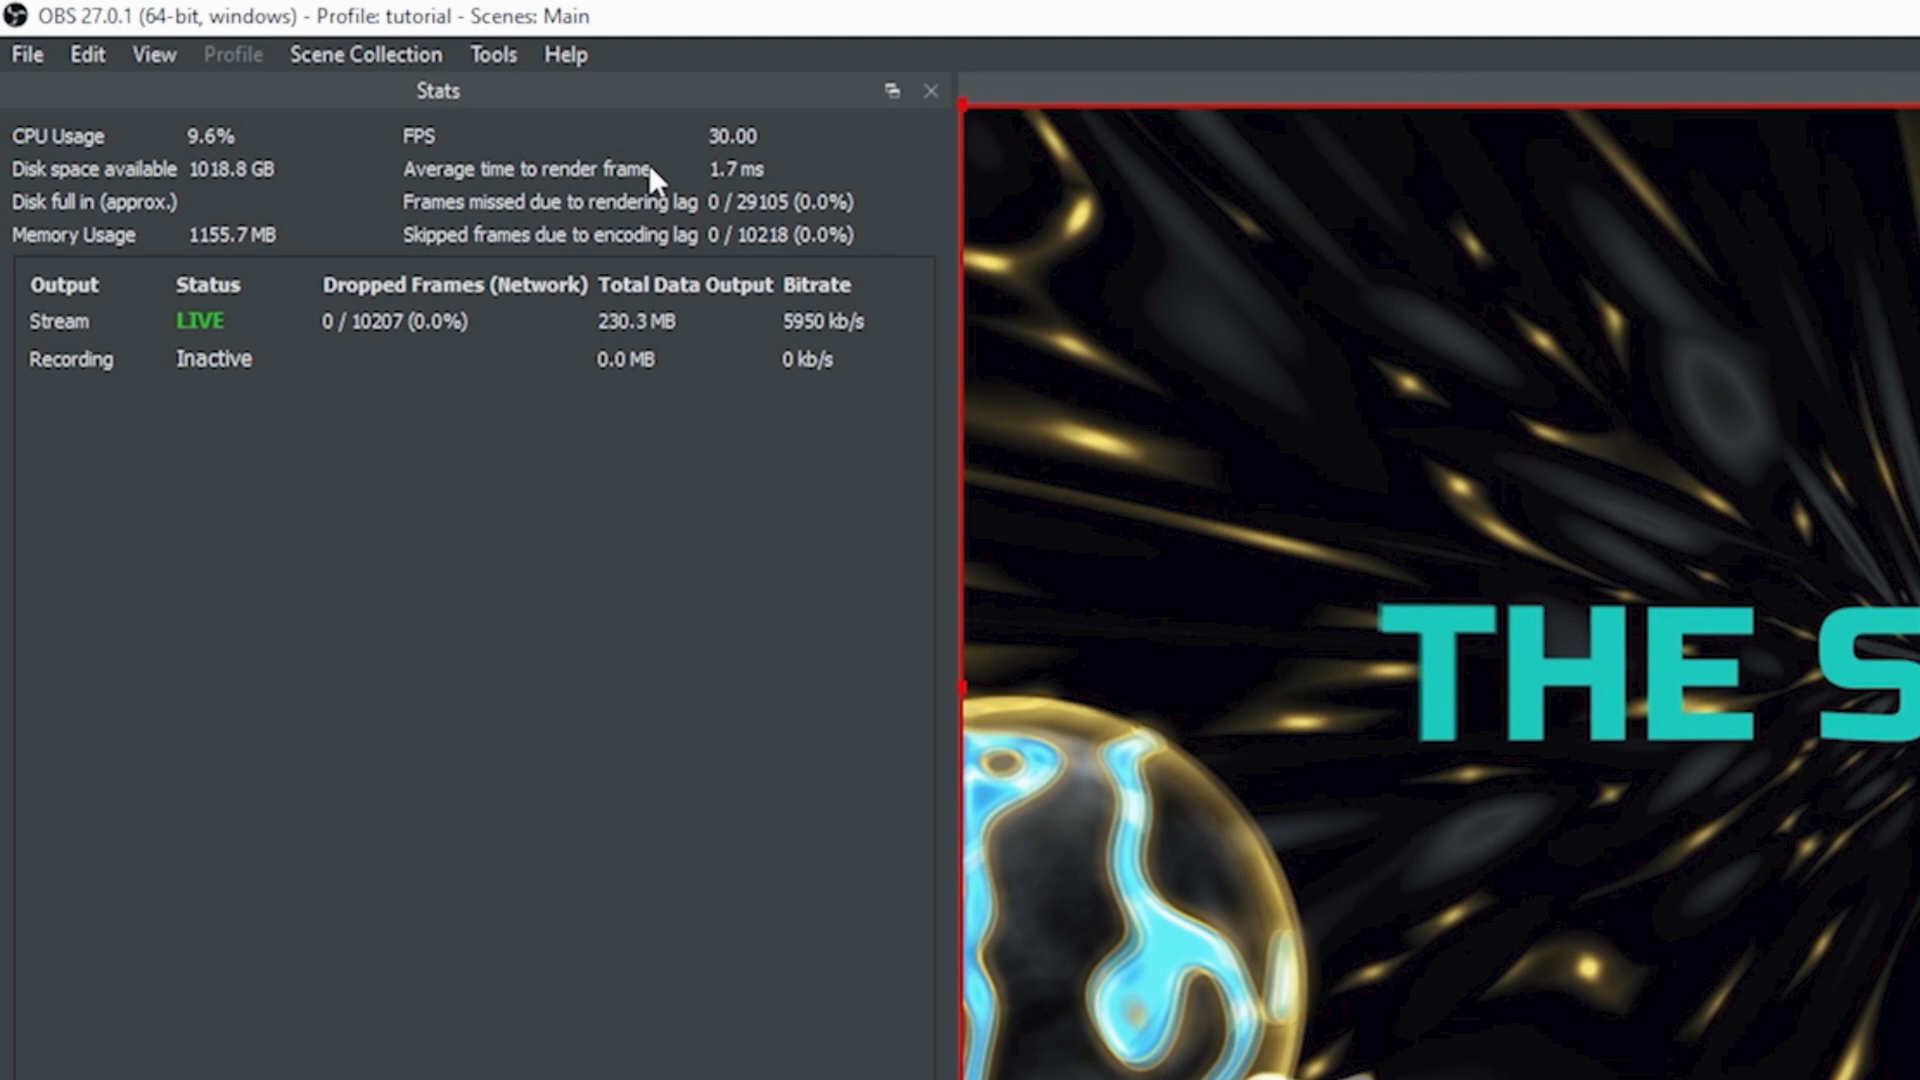 OBS 27.0.1 (64-bit, windows) - Profile: tutorial - Scenes: Main
File Edit View Profile Scene Collection Tools Help
Stats
CPU Usage 9.6% FPS 30.00
Disk space available 1018.8 GB Average time to render frame 1.7 ms
Disk full in (approx.) Frames missed due to rendering lag 0 / 29105 (0.0%)
Memory Usage 1155.7 MB Skipped frames due to encoding lag 0 / 10218 (0.0%)
Output Status Dropped Frames (Network) Total Data Output Bitrate
Stream LIVE 0 / 10207 (0.0%) 230.3 MB 5950 kb/s
Recording Inactive 0.0 MB 0 kb/s
THE S